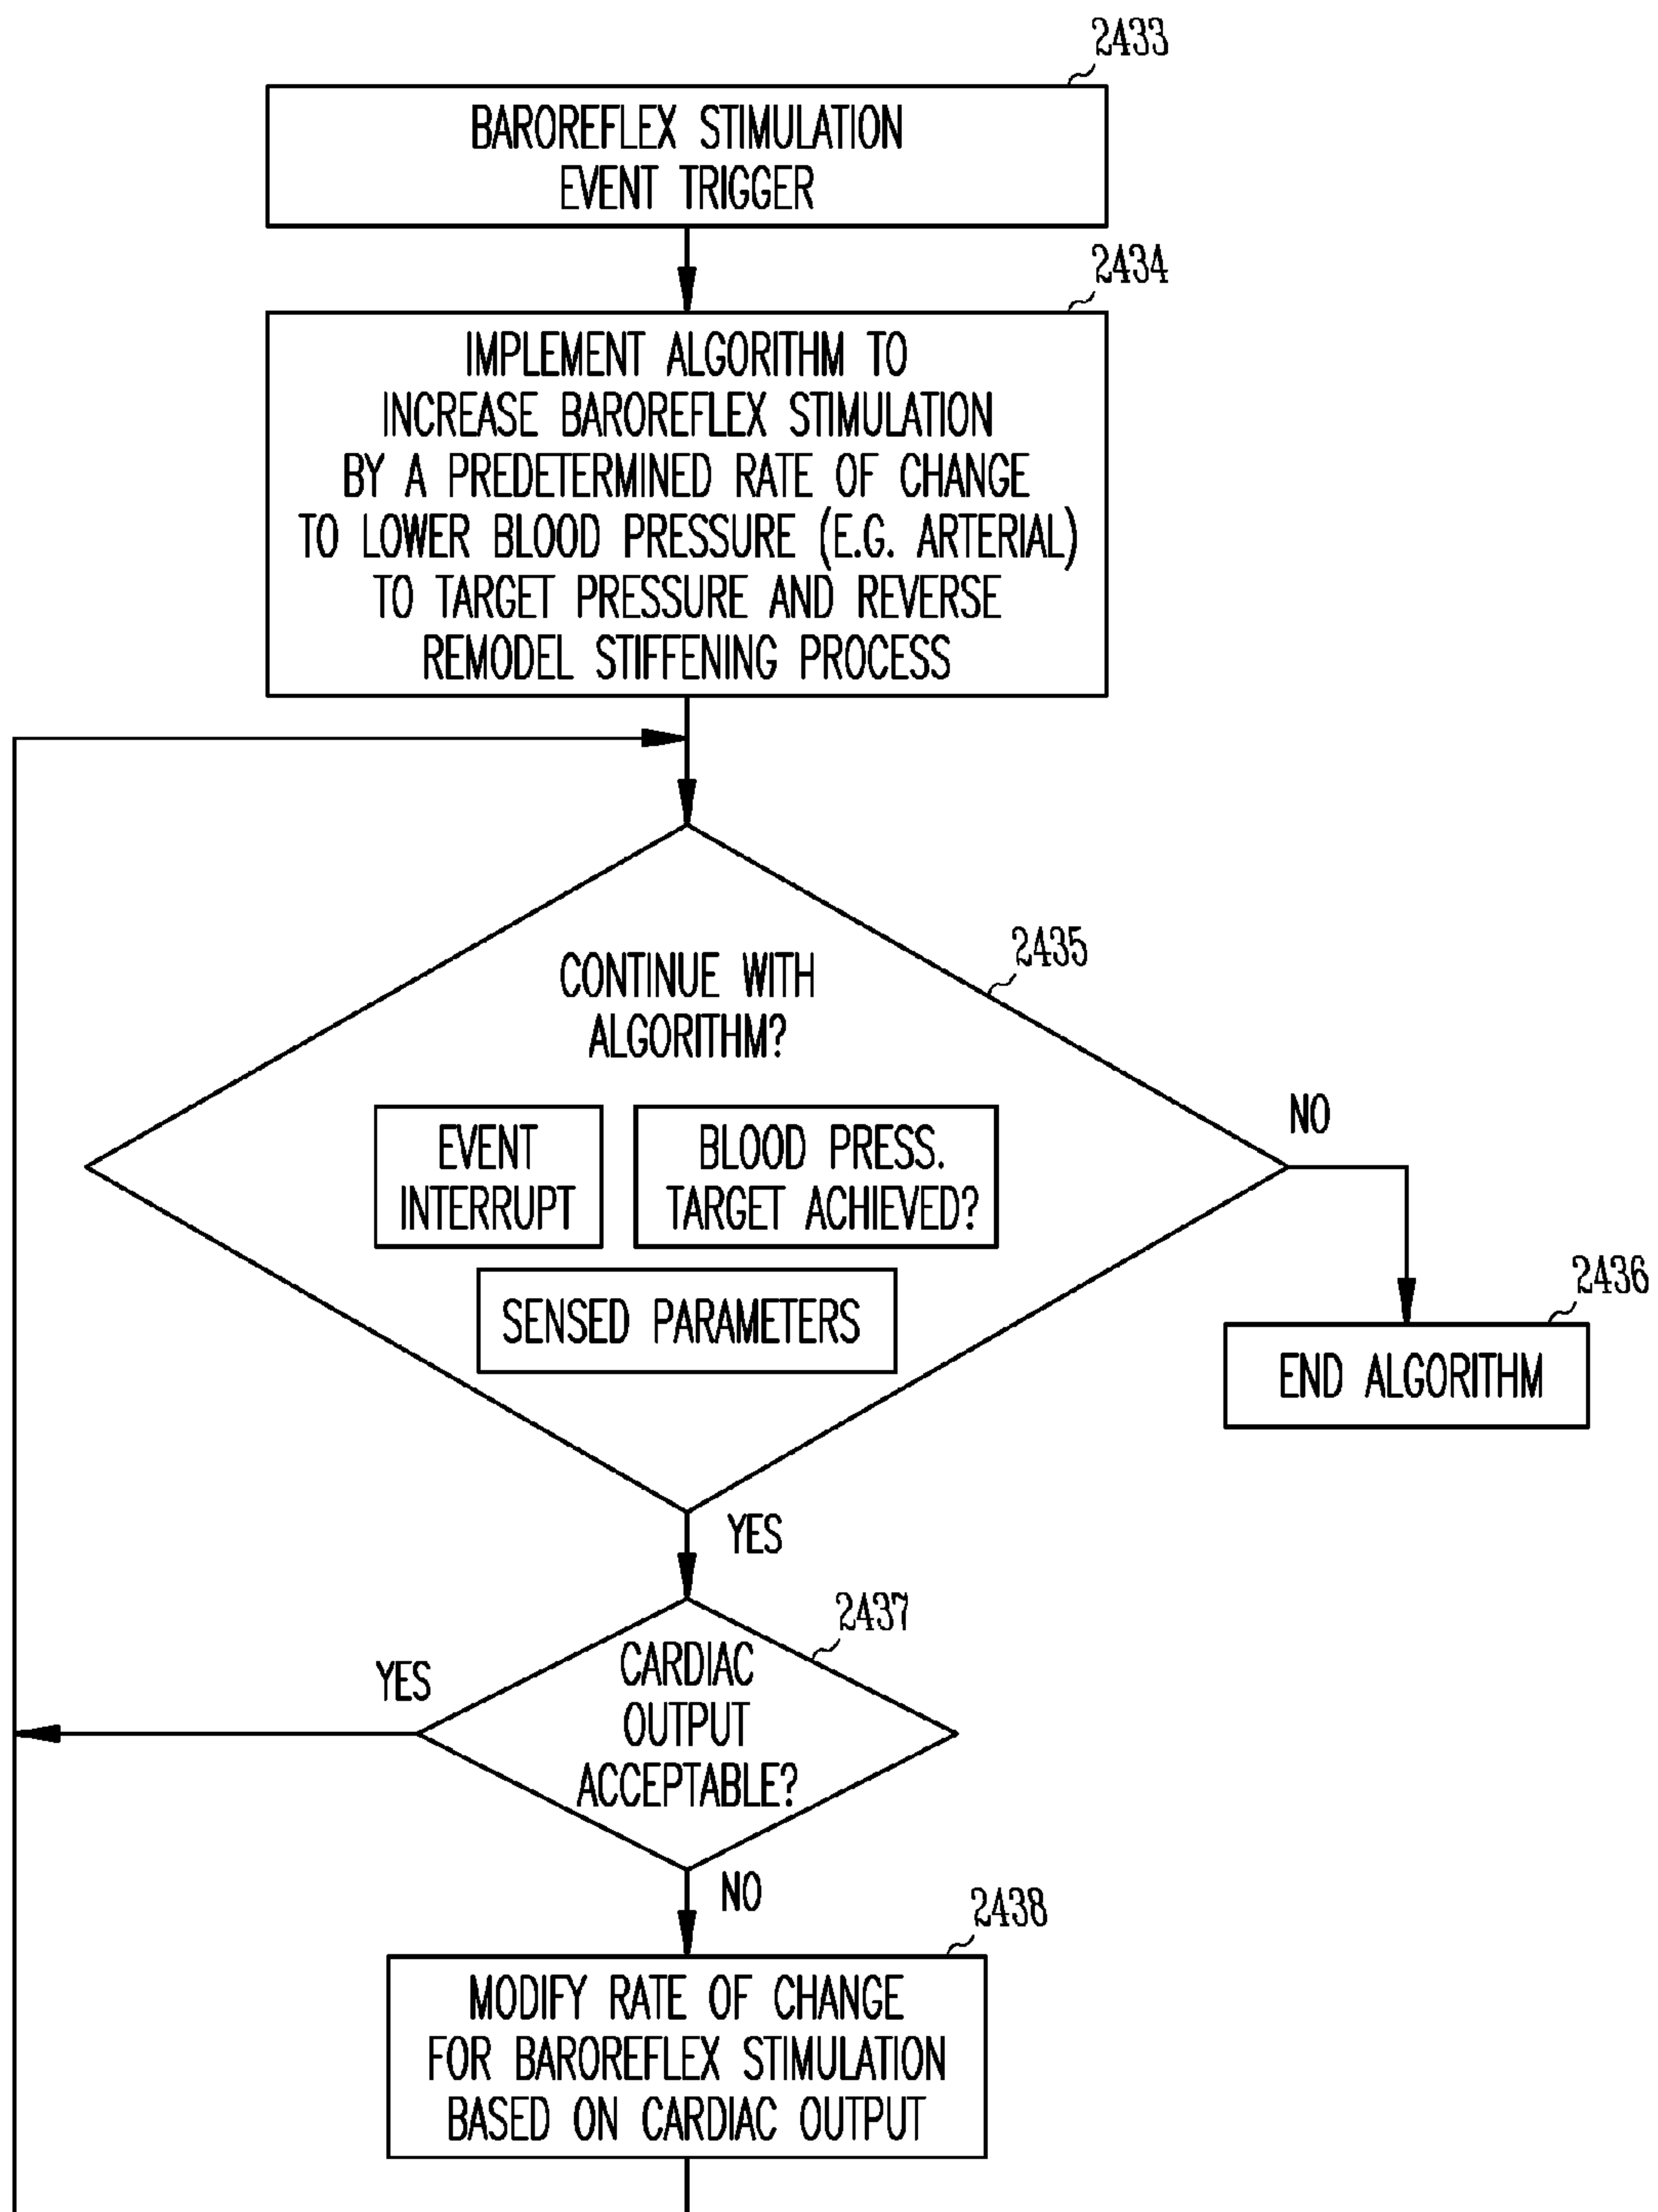 2433
BAROREFLEX STIMULATION
EVENT TRIGGER
2434
IMPLEMENT ALGORITHM TO
INCREASE BAROREFLEX STIMULATION
BY A PREDETERMINED RATE OF CHANGE
TO LOWER BLOOD PRESSURE (E.G. ARTERIAL)
TO TARGET PRESSURE AND REVERSE
REMODEL STIFFENING PROCESS
2435
CONTINUE WITH
ALGORITHM?
EVENT
INTERRUPT
BLOOD PRESS.
TARGET ACHIEVED?
SENSED PARAMETERS
NO
2436
END ALGORITHM
YES
2437
CARDIAC
OUTPUT
ACCEPTABLE?
YES
NO
2438
MODIFY RATE OF CHANGE
FOR BAROREFLEX STIMULATION
BASED ON CARDIAC OUTPUT